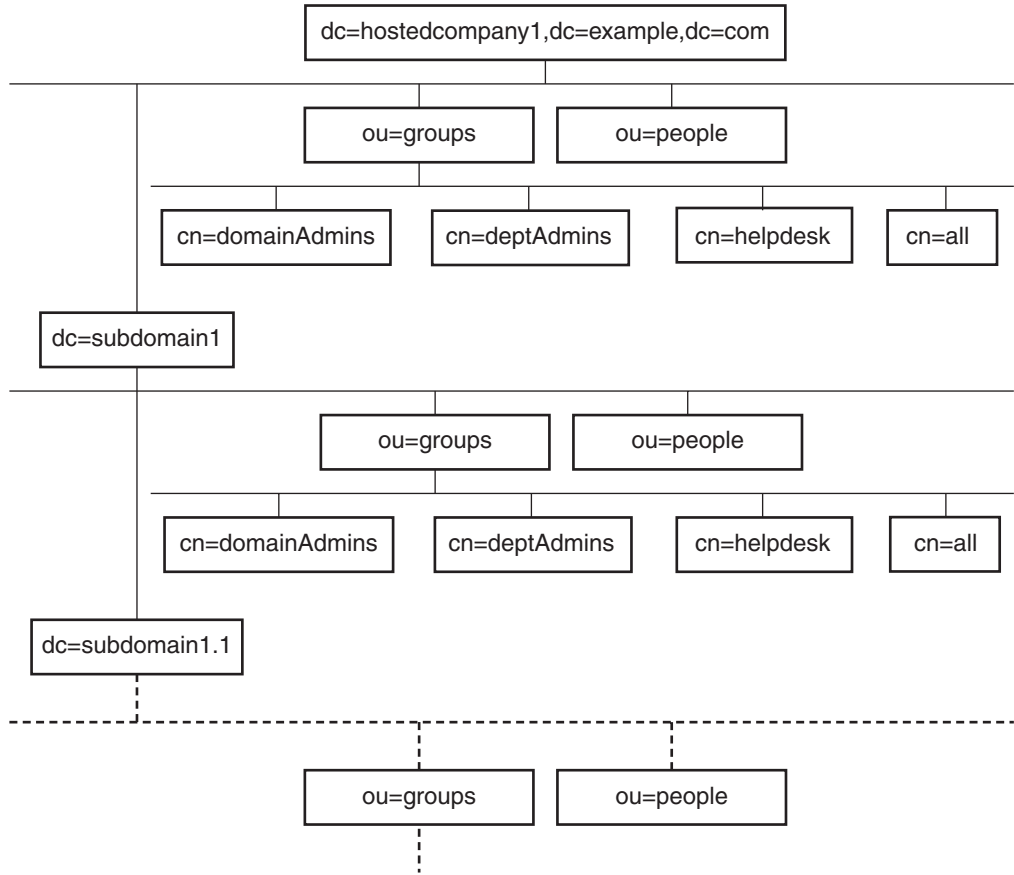 dc=hostedcompany1,dc=example,dc=com
ou=groups
ou=people
cn=domainAdmins
cn=deptAdmins
cn=helpdesk
cn=all
dc=subdomain1
ou=groups
ou=people
cn=domainAdmins
cn=deptAdmins
cn=helpdesk
cn=all
dc=subdomain1.1
ou=groups
ou=people